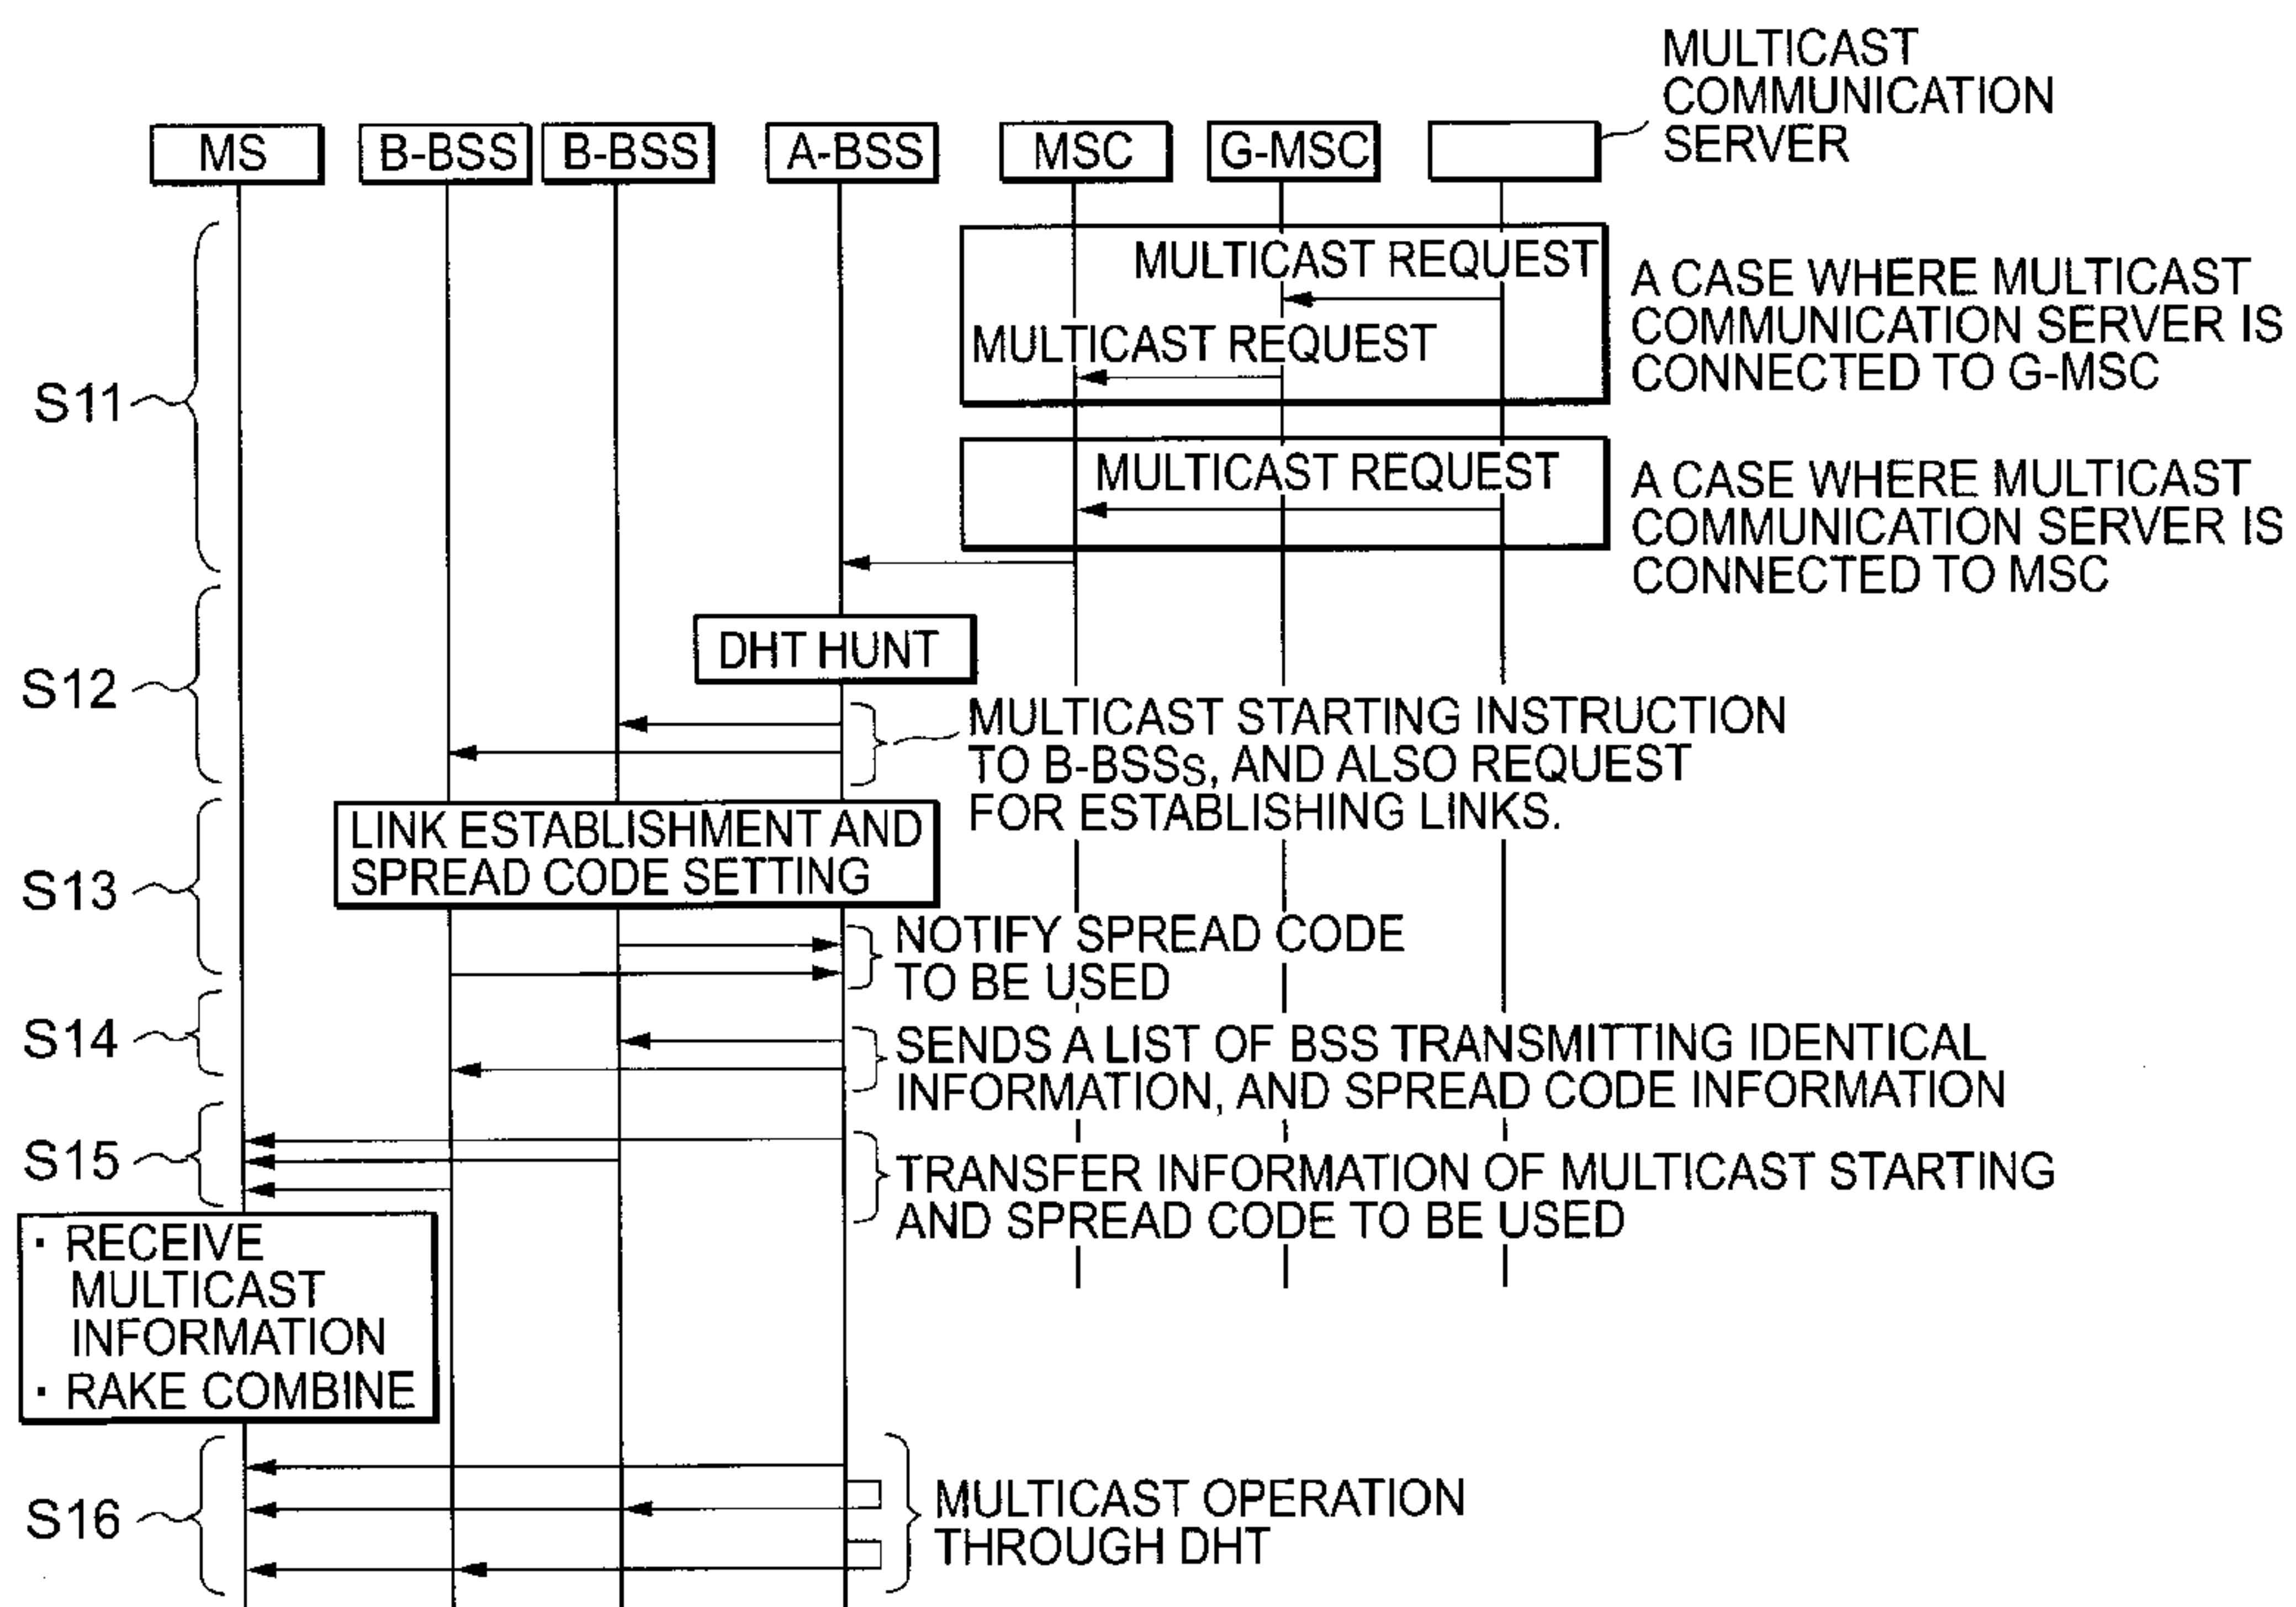 MULTICAST
COMMUNICATION
SERVER
MS
B-BSS
B-BSS
A-BSS
MSC
G-MSC
MULTICAST REQUEST
MULTICAST REQUEST
A CASE WHERE MULTICAST
COMMUNICATION SERVER IS
CONNECTED TO G-MSC
S11
MULTICAST REQUEST
A CASE WHERE MULTICAST
COMMUNICATION SERVER IS
CONNECTED TO MSC
S12
DHT HUNT
MULTICAST STARTING INSTRUCTION
TO B-BSSs, AND ALSO REQUEST
FOR ESTABLISHING LINKS.
S13
LINK ESTABLISHMENT AND
SPREAD CODE SETTING
NOTIFY SPREAD CODE
TO BE USED
S14
SENDS A LIST OF BSS TRANSMITTING IDENTICAL
INFORMATION, AND SPREAD CODE INFORMATION
S15
TRANSFER INFORMATION OF MULTICAST STARTING
AND SPREAD CODE TO BE USED
· RECEIVE
MULTICAST
INFORMATION
· RAKE COMBINE
S16
MULTICAST OPERATION
THROUGH DHT